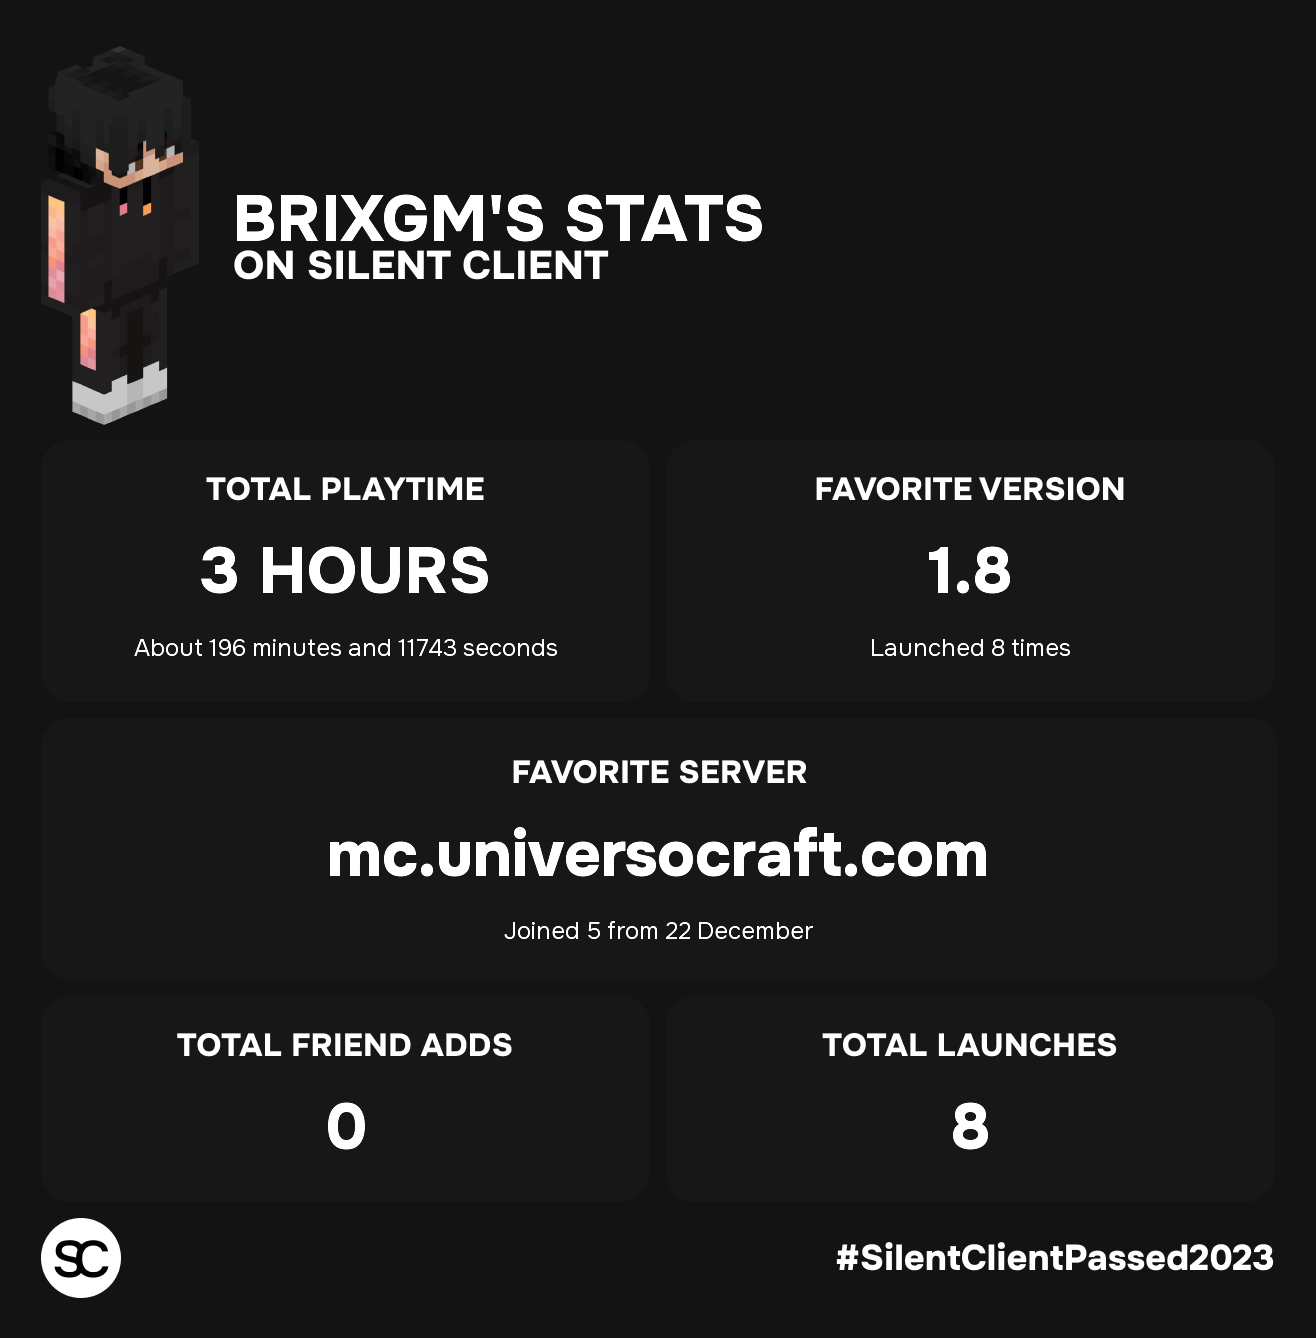 BRIXGM'S STATS
ON SILENT CLIENT
TOTAL PLAYTIME
3 HOURS
About 196 minutes and 11743 seconds
FAVORITE VERSION
1.8
Launched 8 times
FAVORITE SERVER
mc.universocraft.com
Joined 5 from 22 December
TOTAL FRIEND ADDS
0
TOTAL LAUNCHES
8
SC
#SilentClientPassed2023